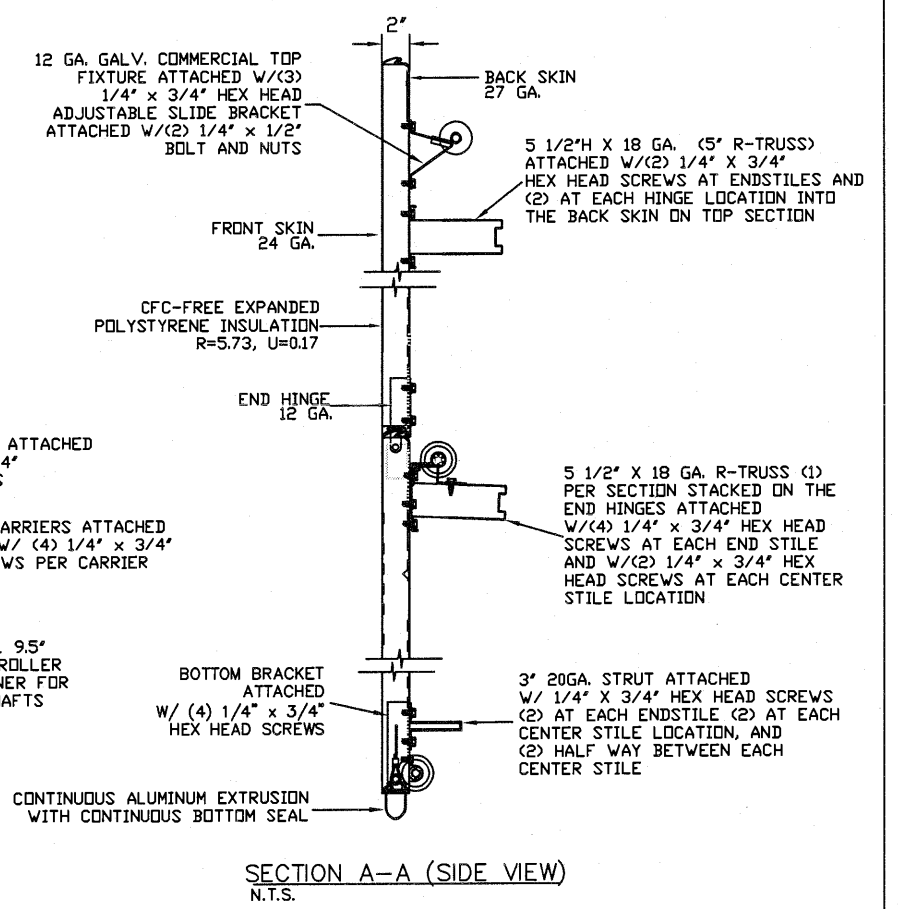 2"
12 GA. GALV. COMMERCIAL TOP
FIXTURE ATTACHED W/(3)
1/4" x 3/4" HEX HEAD
ADJUSTABLE SLIDE BRACKET
ATTACHED W/(2) 1/4" x 1/2"
BOLT AND NUTS
BACK SKIN
27 GA.
5 1/2"H X 18 GA. (5" R-TRUSS)
ATTACHED W/(2) 1/4" X 3/4"
HEX HEAD SCREWS AT ENDSTILES AND
(2) AT EACH HINGE LOCATION INTO
THE BACK SKIN ON TOP SECTION
FRONT SKIN
24 GA.
CFC-FREE EXPANDED
POLYSTYRENE INSULATION
R=5.73, U=0.17
END HINGE
12 GA.
ATTACHED
4"
S
5 1/2" X 18 GA. R-TRUSS (1)
PER SECTION STACKED ON THE
END HINGES ATTACHED
W/(4) 1/4" x 3/4" HEX HEAD
SCREWS AT EACH END STILE
AND W/(2) 1/4" x 3/4" HEX
HEAD SCREWS AT EACH CENTER
STILE LOCATION
ARRIERS ATTACHED
W/ (4) 1/4" x 3/4"
WS PER CARRIER
9.5"
ROLLER
NER FOR
HAFTS
BOTTOM BRACKET
ATTACHED
W/ (4) 1/4" x 3/4"
HEX HEAD SCREWS
3" 20GA. STRUT ATTACHED
W/ 1/4" X 3/4" HEX HEAD SCREWS
(2) AT EACH ENDSTILE (2) AT EACH
CENTER STILE LOCATION, AND
(2) HALF WAY BETWEEN EACH
CENTER STILE
CONTINUOUS ALUMINUM EXTRUSION
WITH CONTINUOUS BOTTOM SEAL
SECTION A-A (SIDE VIEW)
N.T.S.